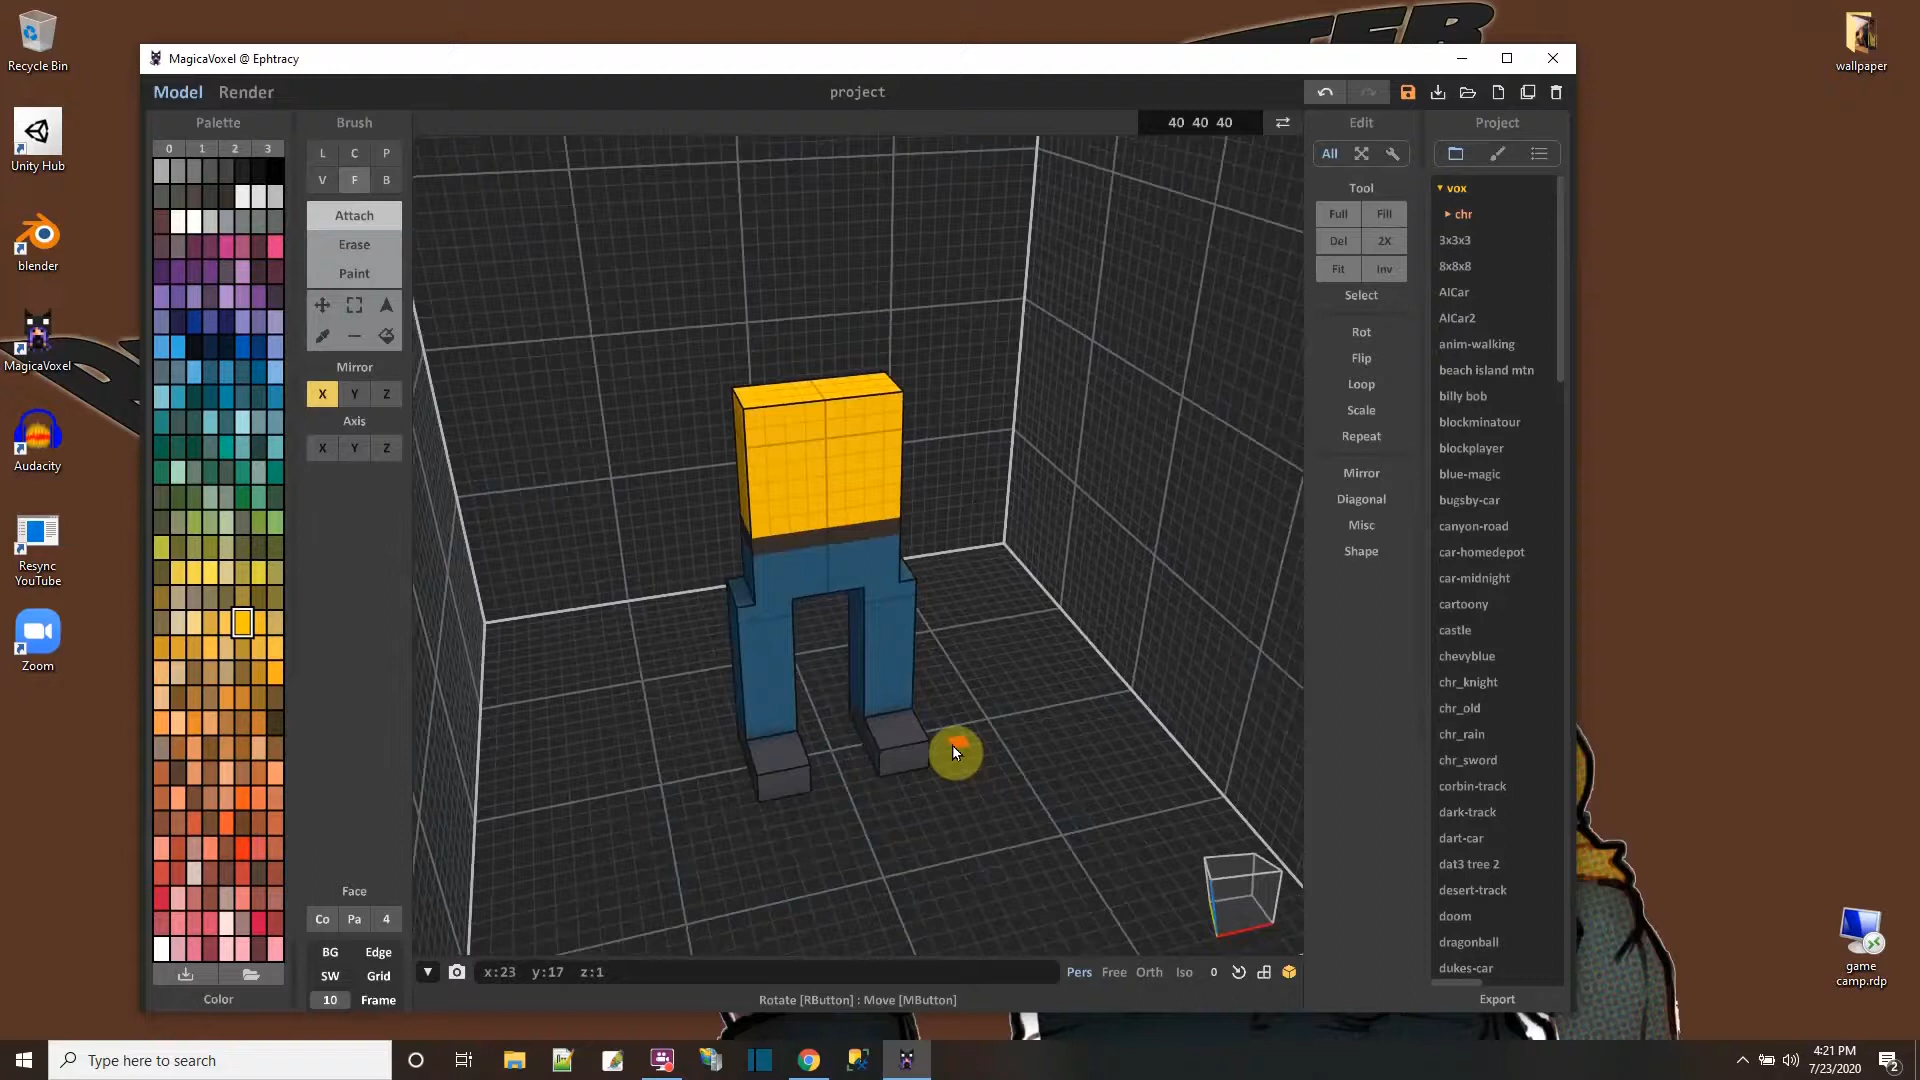 Recycle Bin
wallpaper
MagicaVoxel @ Ephtracy
Model Render
project
Unity Hub
blender
MagicaVoxel
Audacity
Resync
YouTube
Zoom
game
camp.rdp
Palette
0 1 2 3
Color
Brush
L C P
V F B
Attach
Erase
Paint
Mirror
X Y Z
Axis
X Y Z
Face
Co Pa 4
BG Edge
SW Grid
10 Frame
40 40 40
x:23 y:17 z:1
Pers Free Orth Iso 0
Rotate [RButton] : Move [MButton]
Edit
All
Tool
Full Fill
Del 2X
Fit Inv
Select
Rot
Flip
Loop
Scale
Repeat
Mirror
Diagonal
Misc
Shape
Project
vox
chr
3x3x3
8x8x8
AICar
AICar2
anim-walking
beach island mtn
billy bob
blockminatour
blockplayer
blue-magic
bugsby-car
canyon-road
car-homedepot
car-midnight
cartoony
castle
chevyblue
chr_knight
chr_old
chr_rain
chr_sword
corbin-track
dark-track
dart-car
dat3 tree 2
desert-track
doom
dragonball
dukes-car
Export
Type here to search
4:21 PM
7/23/2020
2